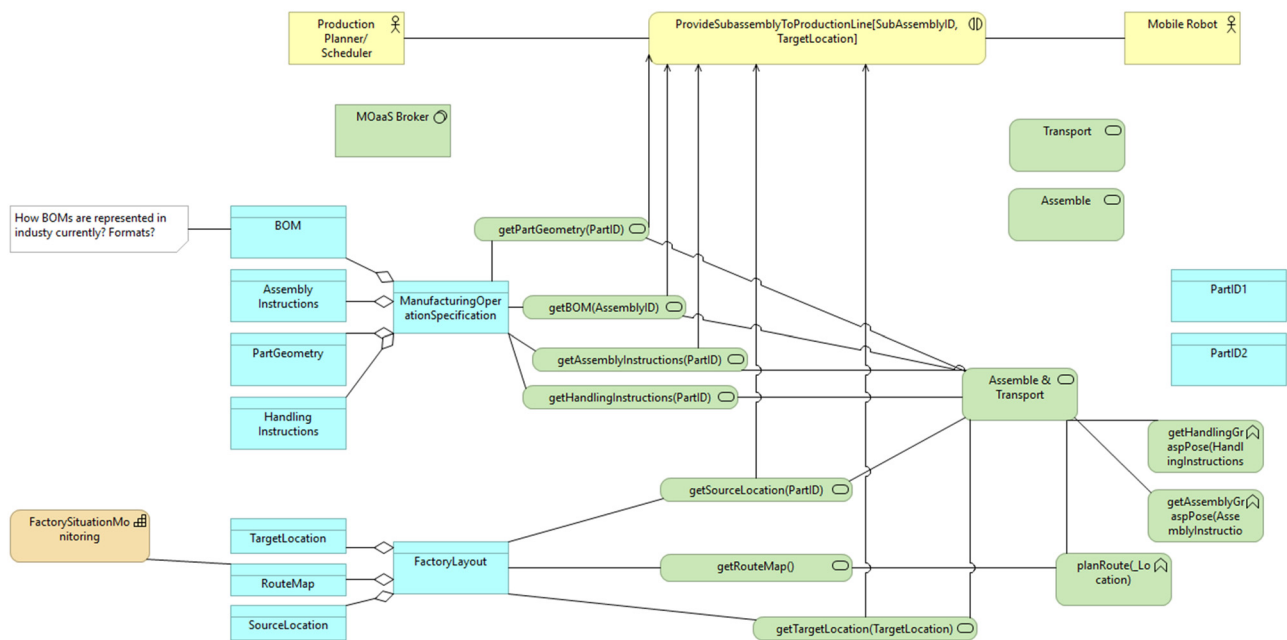 Production
Planner/
Scheduler
ProvideSubassemblyToProductionLine[SubAssemblyID,
TargetLocation]
Mobile Robot
MOaaS Broker
Transport
Assemble
How BOMs are represented in
industy currently? Formats?
BOM
getPartGeometry(PartID)
Assembly
Instructions
ManufacturingOper
ationSpecification
getBOM(AssemblyID)
PartID1
PartGeometry
getAssemblyInstructions(PartID)
PartID2
getHandlingInstructions(PartID)
Assemble &
Transport
Handling
Instructions
getHandlingGr
aspPose(Handl
ingInstructions
getSourceLocation(PartID)
getAssemblyGr
aspPose(Asse
mblyInstructio
FactorySituationMo
nitoring
TargetLocation
FactoryLayout
getRouteMap()
planRoute(_Lo
cation)
RouteMap
SourceLocation
getTargetLocation(TargetLocation)